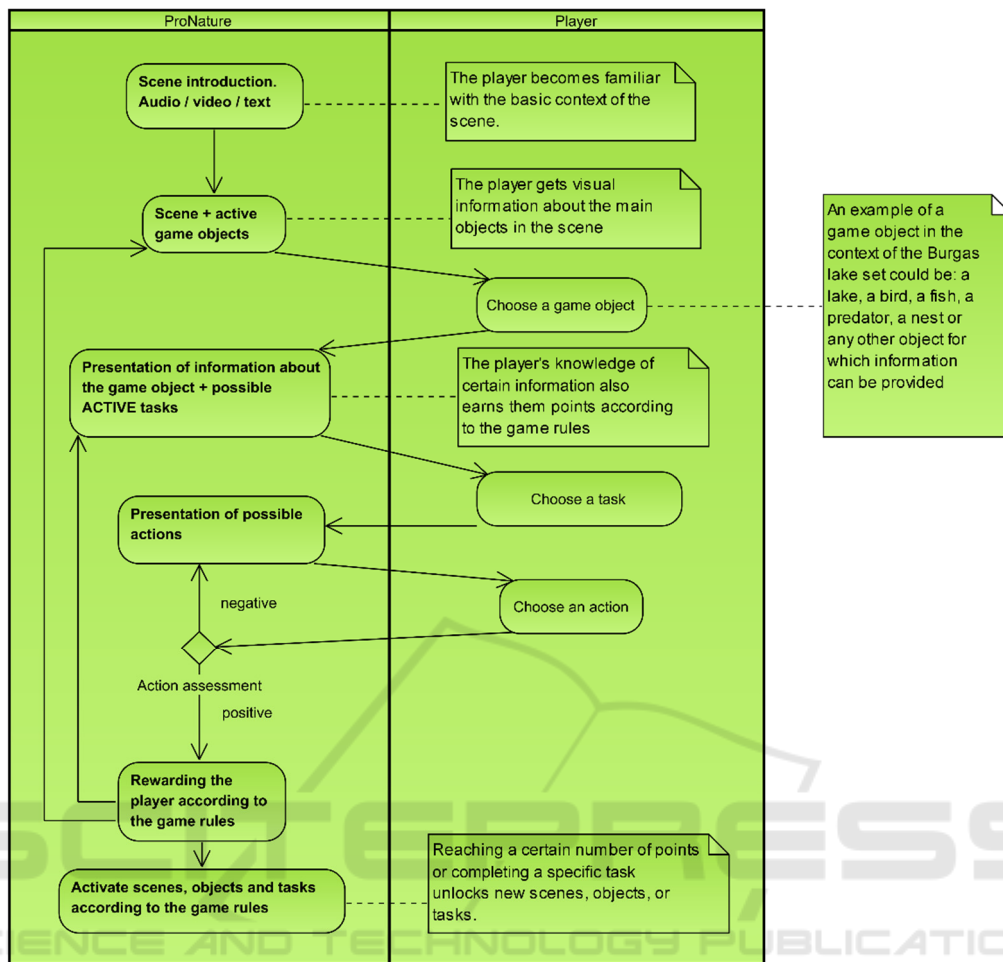 ProNature
Player
Scene introduction.
Audio / video / text
The player becomes familiar
with the basic context of the
scene.
Scene + active
game objects
The player gets visual
information about the main
objects in the scene
An example of a
game object in the
context of the Burgas
lake set could be: a
lake, a bird, a fish, a
predator, a nest or
any other object for
which information
can be provided
Choose a game object
Presentation of information about
the game object + possible
ACTIVE tasks
The player's knowledge of
certain information also
earns them points according
to the game rules
Choose a task
Presentation of possible
actions
Choose an action
negative
Action assessment
positive
Rewarding the
player according to
the game rules
Activate scenes, objects and tasks
according to the game rules
Reaching a certain number of points
or completing a specific task
unlocks new scenes, objects, or
tasks.
SCITEPRESS
SCIENCE AND TECHNOLOGY PUBLICATIO